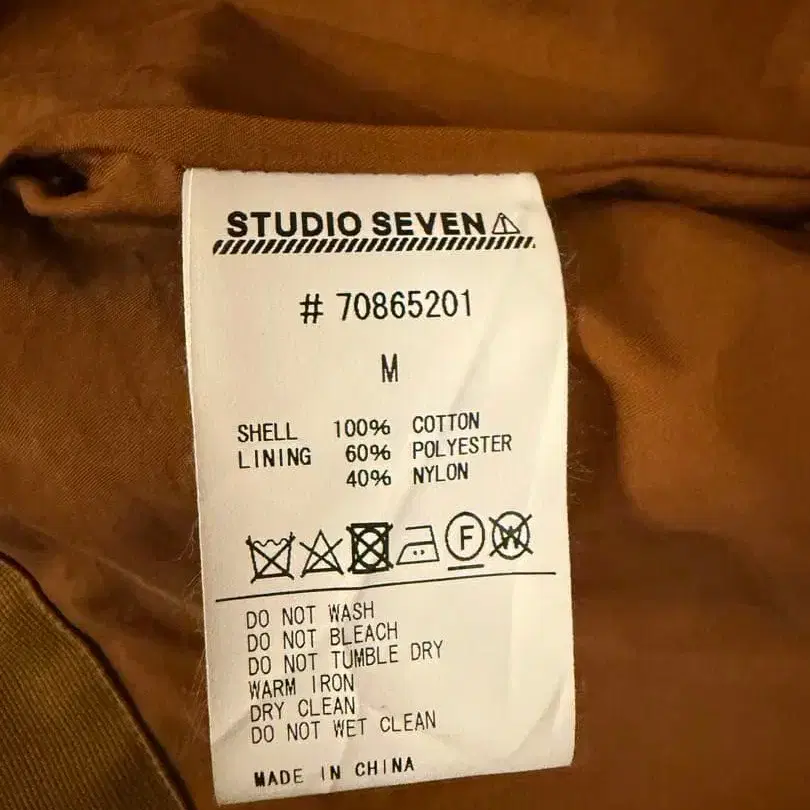 STUDIO SEVEN
# 70865201
M
SHELL 100% COTTON
LINING 60% POLYESTER
40% NYLON
F W
DO NOT WASH
DO NOT BLEACH
DO NOT TUMBLE DRY
WARM IRON
DRY CLEAN
DO NOT WET CLEAN
MADE IN CHINA